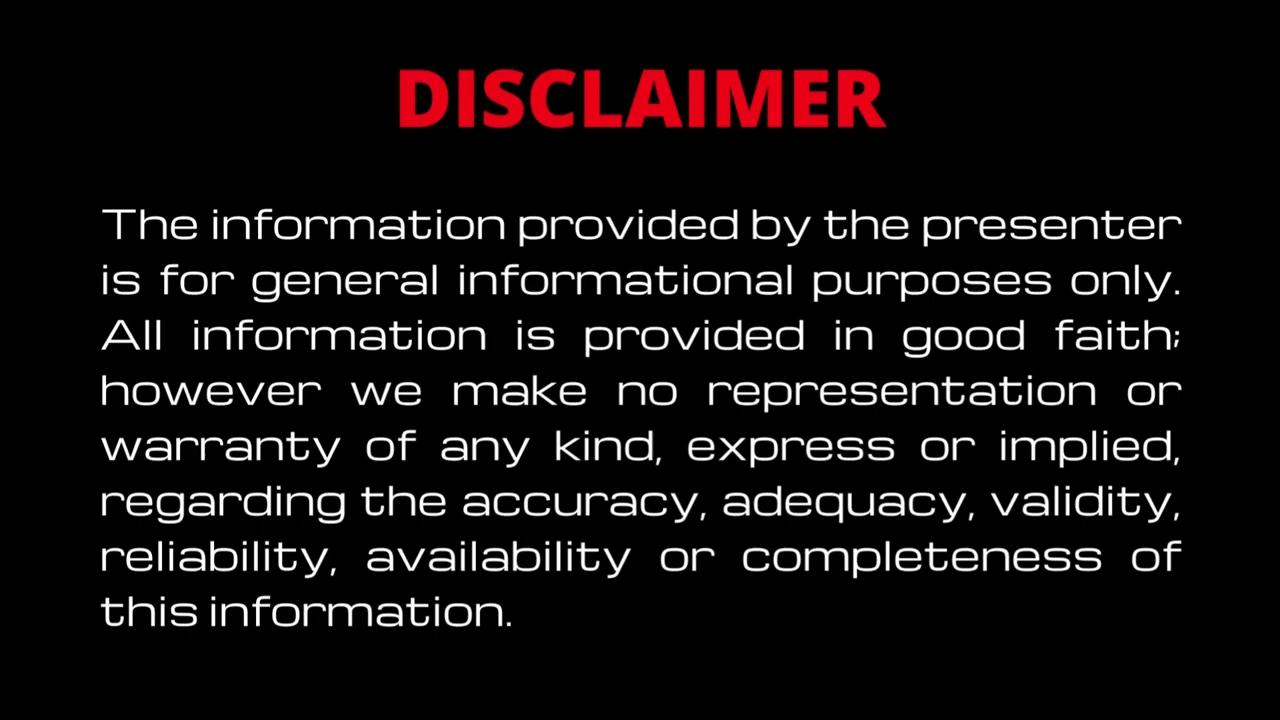 DISCLAIMER
The information provided by the presenter
is for general informational purposes only.
All information is provided in good faith;
however we make no representation or
warranty of any kind, express or implied,
regarding the accuracy, adequacy, validity,
reliability, availability or completeness of
this information.